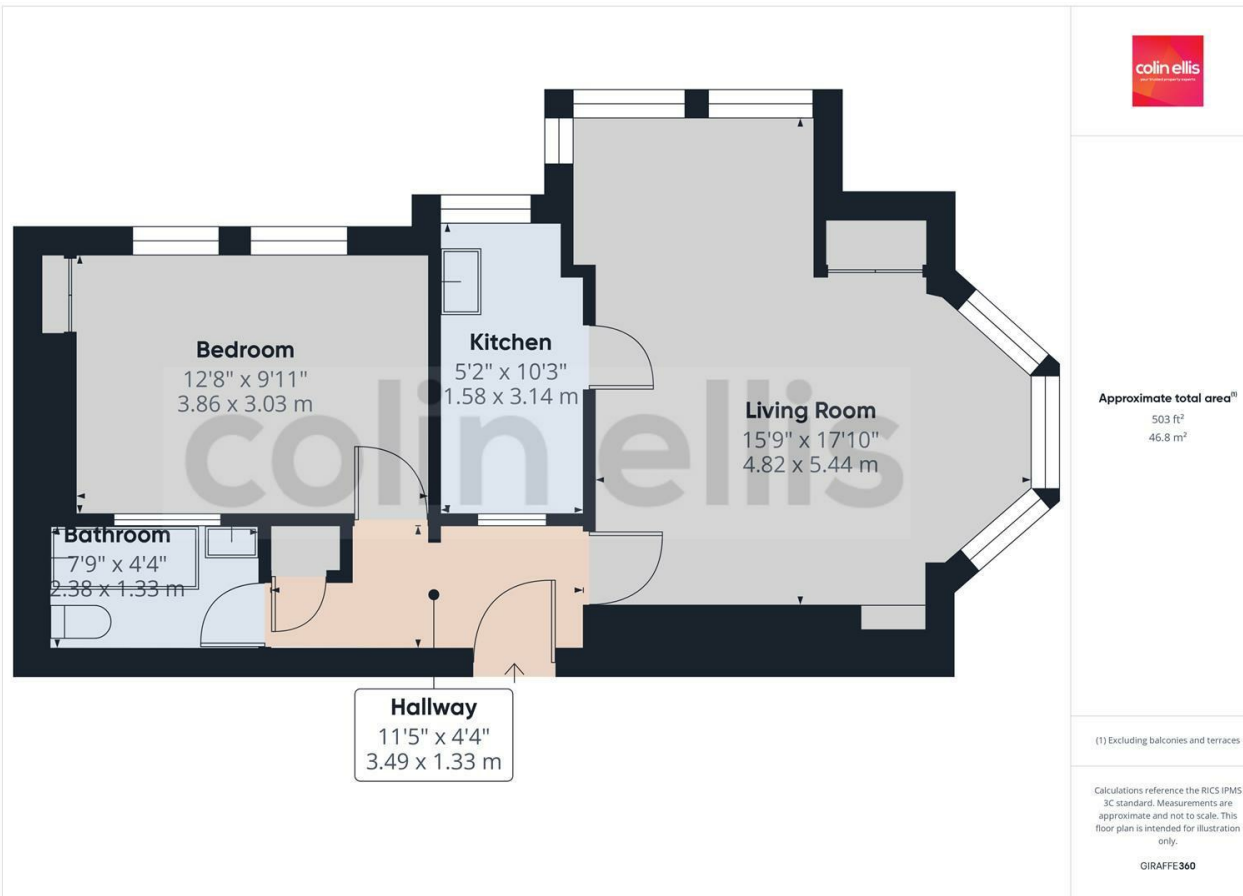 colin ellis
your trusted property experts
Bedroom
12'8" x 9'11"
3.86 x 3.03 m
Kitchen
5'2" x 10'3"
1.58 x 3.14 m
Living Room
15'9" x 17'10"
4.82 x 5.44 m
colin ellis
Bathroom
7'9" x 4'4"
2.38 x 1.33 m
Hallway
11'5" x 4'4"
3.49 x 1.33 m
Approximate total area(1)
503 ft²
46.8 m²
(1) Excluding balconies and terraces
Calculations reference the RICS IPMS
3C standard. Measurements are
approximate and not to scale. This
floor plan is intended for illustration
only.
GIRAFFE360